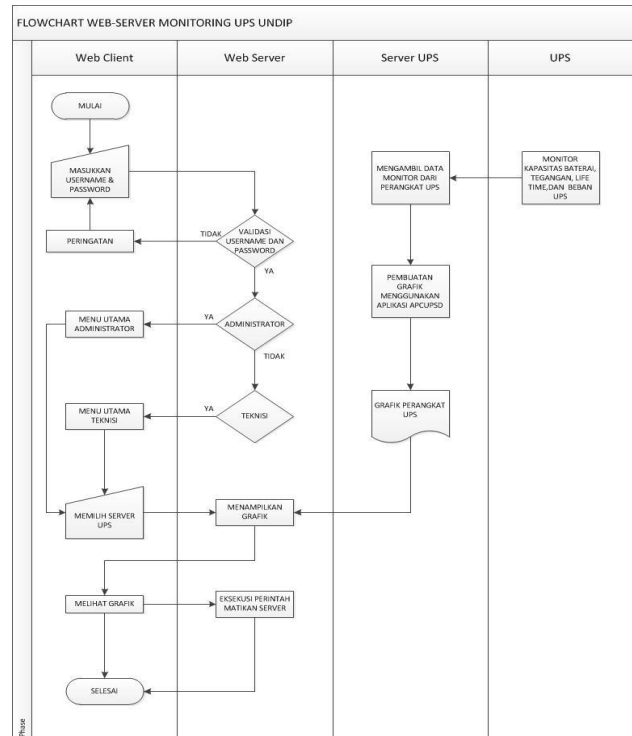 FLOWCHART WEB-SERVER MONITORING UPS UNDIP
Web Client
Web Server
Server UPS
UPS
MULAI
MASUKKAN
USERNAME &
PASSWORD
MENGAMBIL DATA
MONITOR DARI
PERANGKAT UPS
MONITOR
KAPASITAS BATERAI,
TEGANGAN, LIFE
TIME,DAN BEBAN
UPS
PERINGATAN
TIDAK
VALIDASI
USERNAME DAN
PASSWORD
YA
PEMBUATAN
GRAFIK
MENGGUNAKAN
APLIKASI APCUPSD
MENU UTAMA
ADMINISTRATOR
YA
ADMINISTRATOR
TIDAK
MENU UTAMA
TEKNISI
YA
TEKNISI
GRAFIK PERANGKAT
UPS
MEMILIH SERVER
UPS
MENAMPILKAN
GRAFIK
MELIHAT GRAFIK
EKSEKUSI PERINTAH
MATIKAN SERVER
SELESAI
Phase